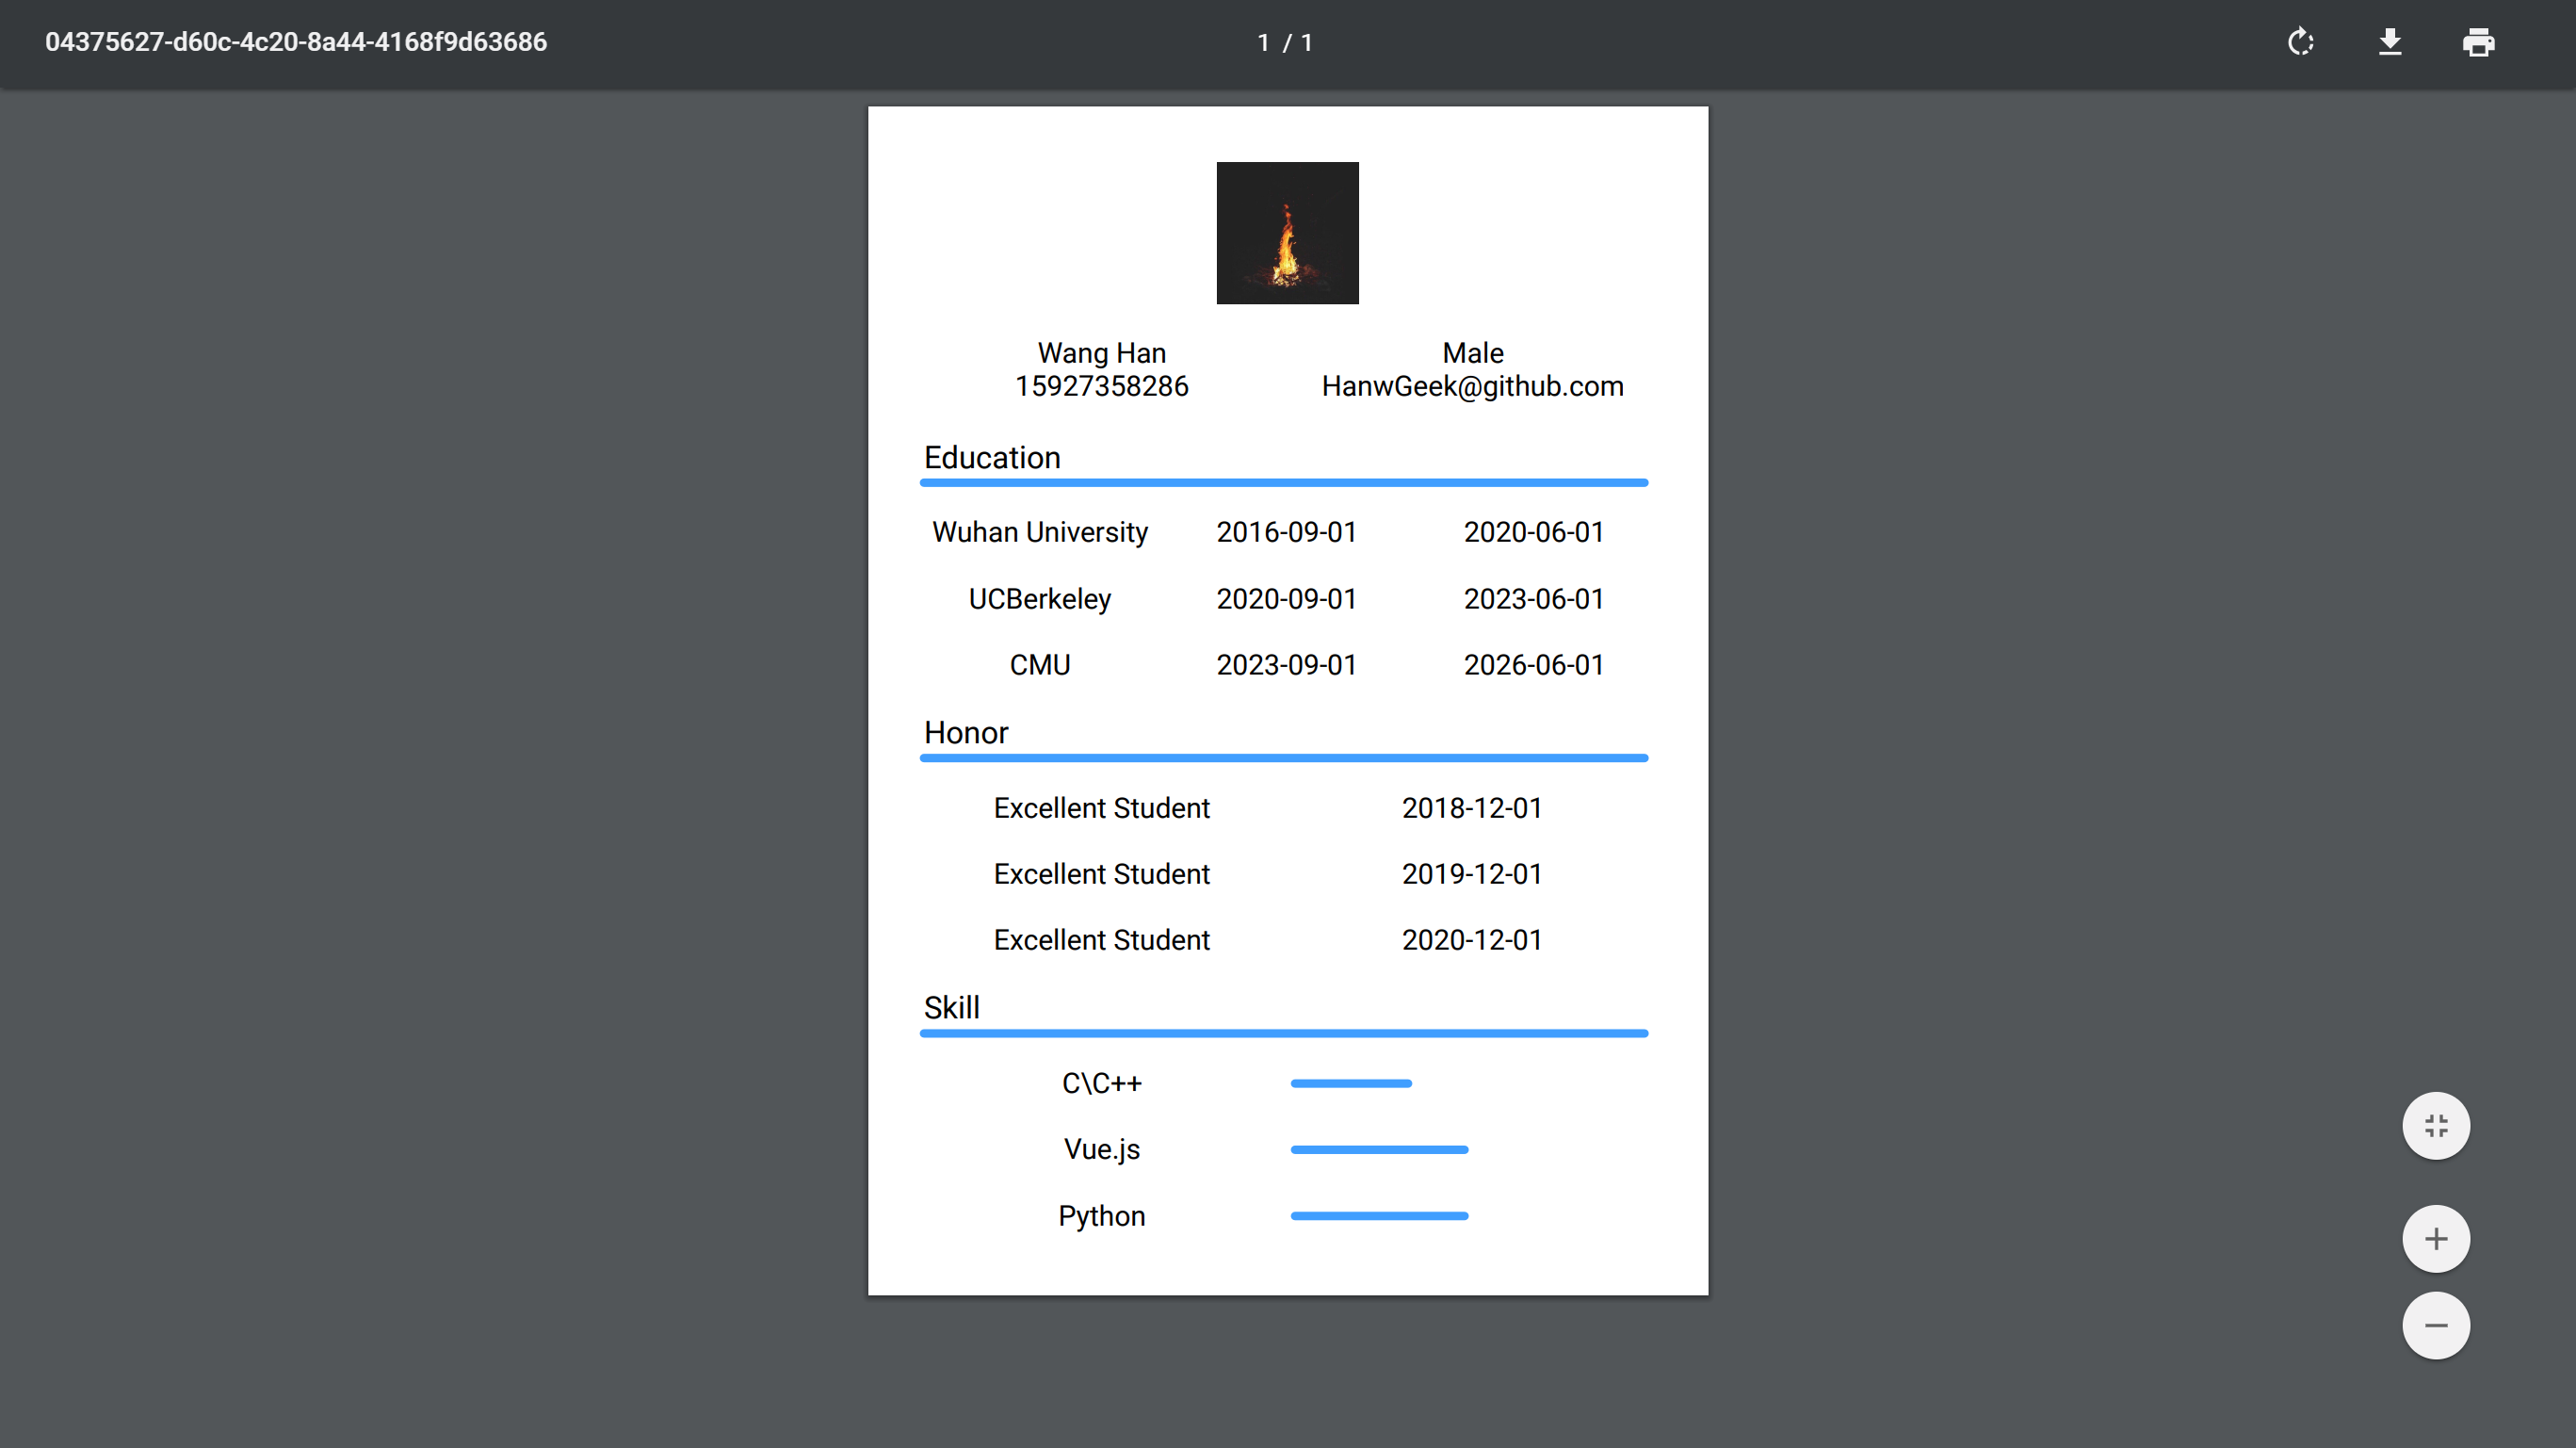 04375627-d60c-4c20-8a44-4168f9d63686 1 / 1
Wang Han Male
15927358286 HanwGeek@github.com
Education
Wuhan University 2016-09-01 2020-06-01
UCBerkeley 2020-09-01 2023-06-01
CMU 2023-09-01 2026-06-01
Honor
Excellent Student 2018-12-01
Excellent Student 2019-12-01
Excellent Student 2020-12-01
Skill
C\C++
Vue.js
Python